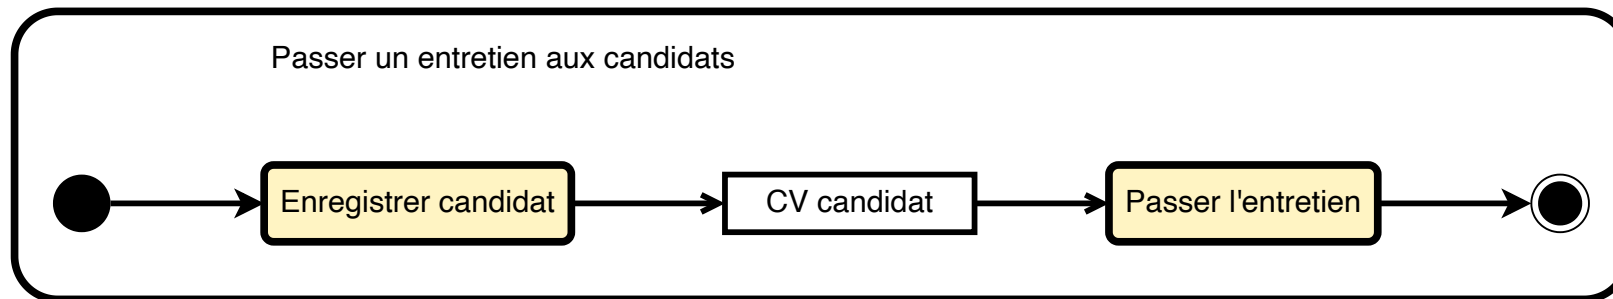 Passer un entretien aux candidats
Enregistrer candidat
CV candidat
Passer l'entretien